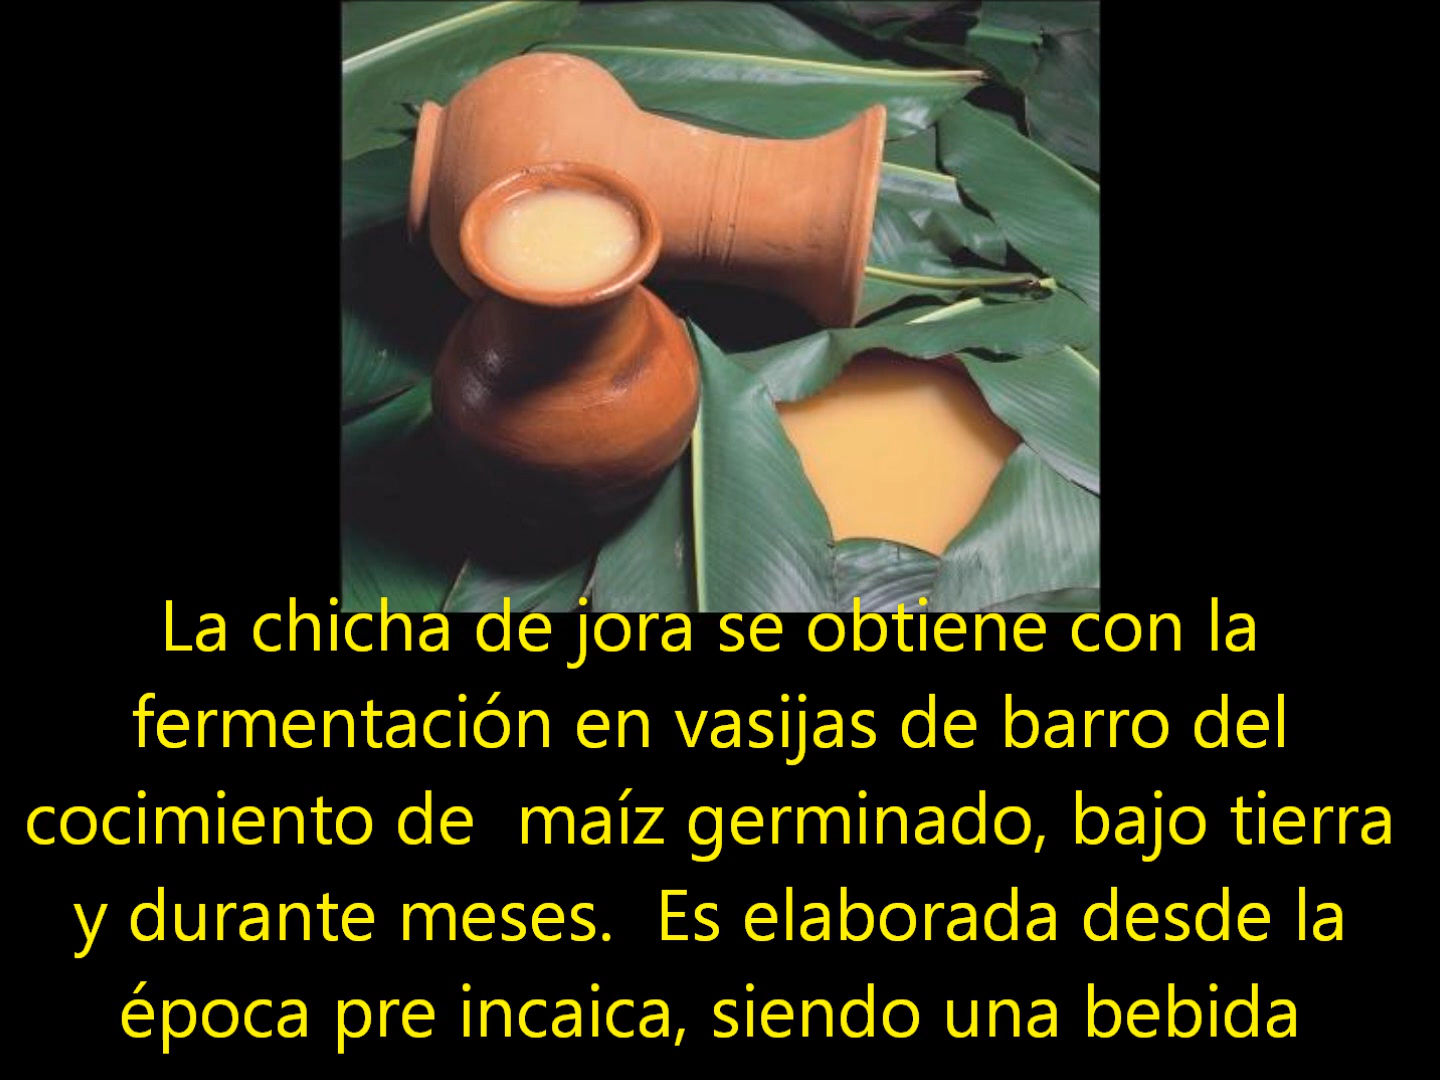 La chicha de jora se obtiene con la
fermentación en vasijas de barro del
cocimiento de  maíz germinado, bajo tierra
y durante meses.  Es elaborada desde la
época pre incaica, siendo una bebida